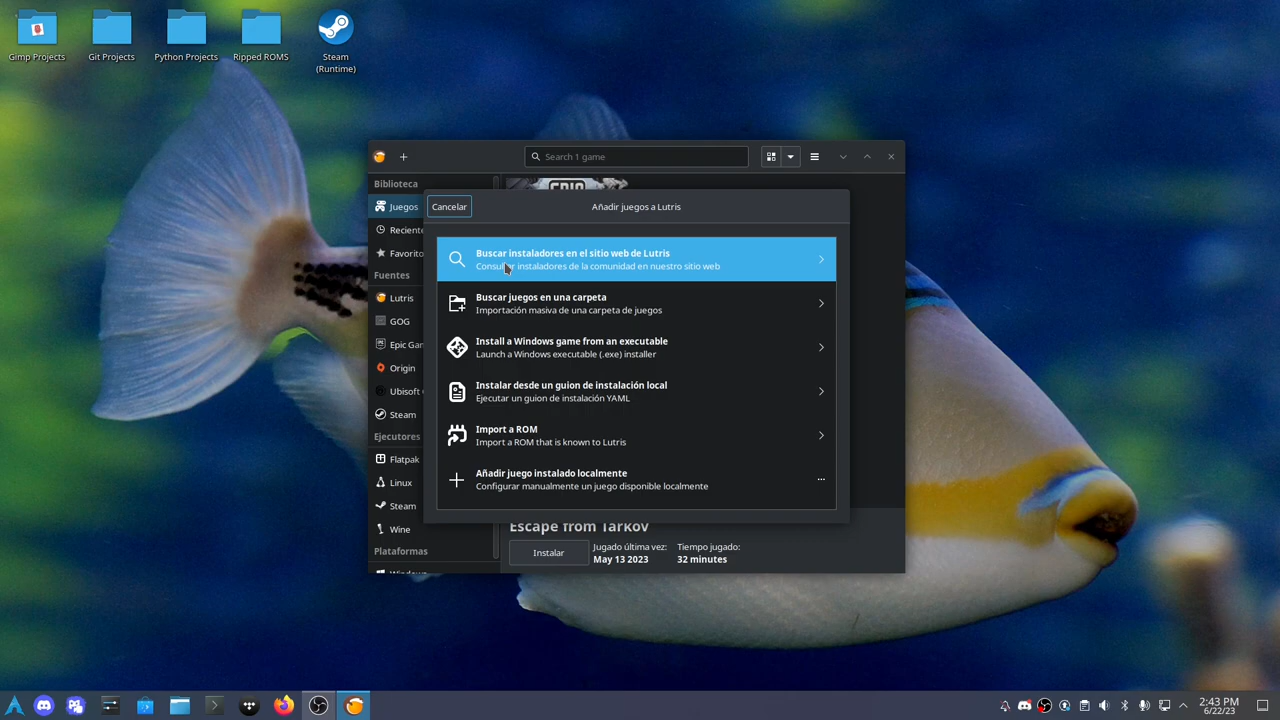 Gimp Projects
Git Projects
Python Projects
Ripped ROMS
Steam
(Runtime)
Search 1 game
Biblioteca
Juegos
Reciente
Favorito
Fuentes
Lutris
GOG
Epic Gam
Origin
Ubisoft
Steam
Ejecutores
Flatpak
Linux
Steam
Wine
Plataformas
Cancelar
Añadir juegos a Lutris
Buscar instaladores en el sitio web de Lutris
instaladores de la comunidad en nuestro sitio web
Buscar juegos en una carpeta
Importación masiva de una carpeta de juegos
Install a Windows game from an executable
Launch a Windows executable (.exe) installer
Instalar desde un guion de instalación local
Ejecutar un guion de instalación YAML
Import a ROM
Import a ROM that is known to Lutris
Añadir juego instalado localmente
Configurar manualmente un juego disponible localmente
Escape from Tarkov
Instalar
Jugado última vez:
May 13 2023
Tiempo jugado:
32 minutes
2:43 PM
6/22/23